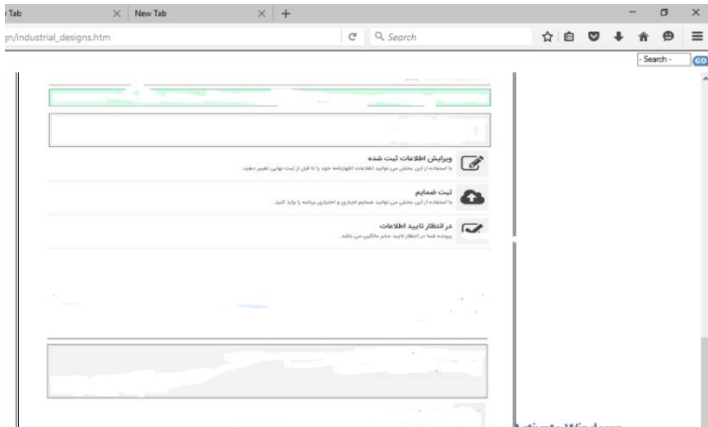 Tab
New Tab
gn/industrial_designs.htm
Search
- Search -
GO
ویرایش اطلاعات ثبت شده
با استفاده از این بخش می توانید اطلاعات اظهارنامه خود را تا قبل از ثبت نهایی تغییر دهید.
ثبت ضمایم
با استفاده از این بخش می توانید ضمایم اجباری و اختیاری برنامه را وارد کنید.
در انتظار تایید اطلاعات
پرونده شما در انتظار تایید سایر مالکین می باشد.
Activate Windows